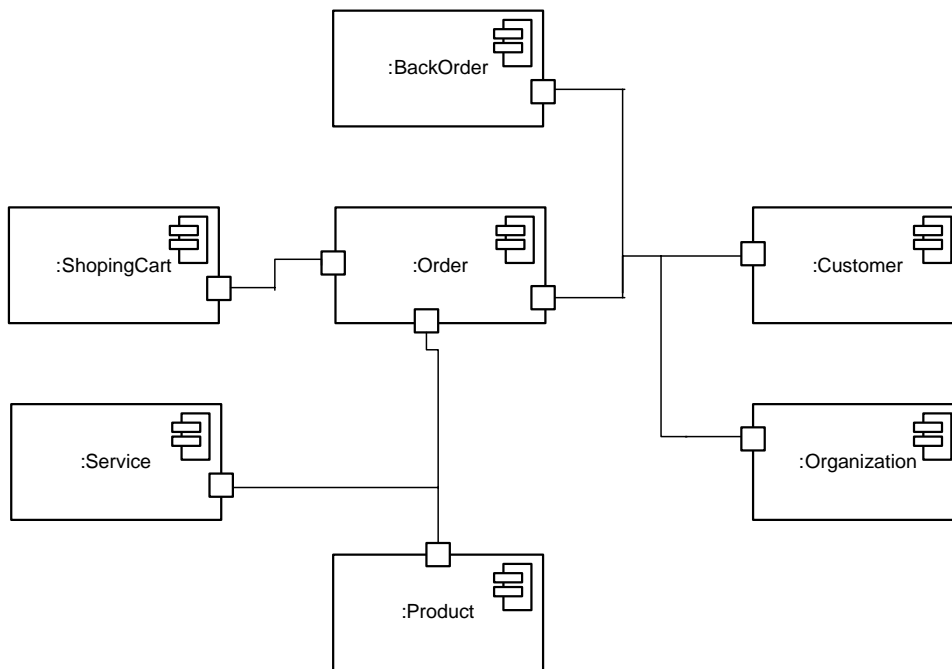 :BackOrder
:ShopingCart
:Order
:Customer
:Service
:Organization
:Product